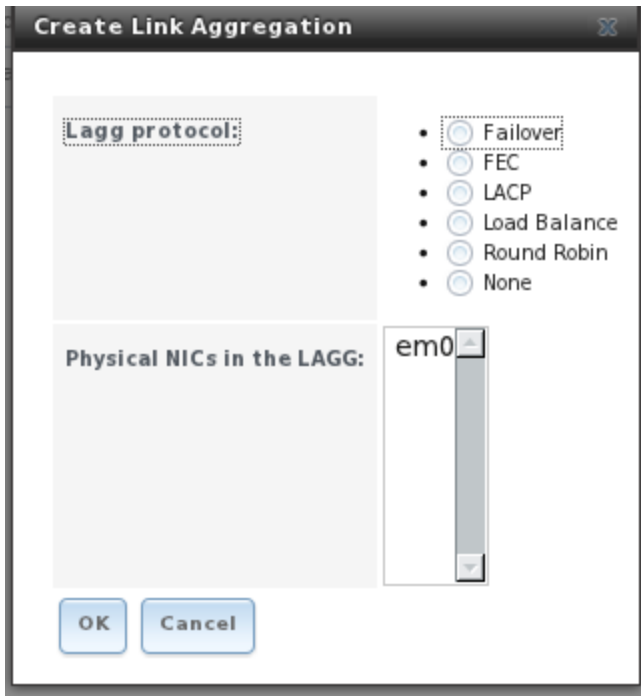 Create Link Aggregation
Lagg protocol:
Failover
FEC
LACP
Load Balance
Round Robin
None
Physical NICs in the LAGG:
em0
OK
Cancel